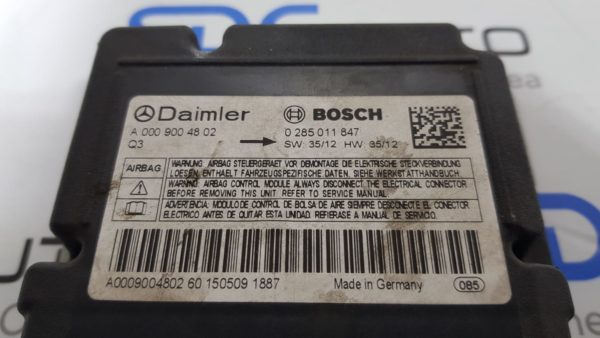 Daimler BOSCH
A 000 900 48 02 0 285 011 847
Q3 SW: 35/12 HW: 35/12
AIRBAG
WARNUNG: AIRBAG STEUERGERAET VOR DEMONTAGE DIE ELEKTRISCHE STECKVERBINDUNG
LOESEN. ENTHAELT FAHRZEUGSPEZIFISCHE DATEN. SIEHE WERKSTATTHANDBUCH.
WARNING: AIRBAG CONTROL MODULE ALWAYS DISCONNECT THE ELECTRICAL CONNECTOR
BEFORE REMOVING THIS UNIT. REFER TO SERVICE MANUAL.
ADVERTENCIA: MODULO DE CONTROL DE BOLSA DE AIRE SIEMPRE DESCONECTE EL CONECTOR
ELECTRICO ANTES DE QUITAR ESTA UNIDAD. REFIRASE A MANUAL DE SERVICIO.
A0009004802 60 150509 1887 Made in Germany 085